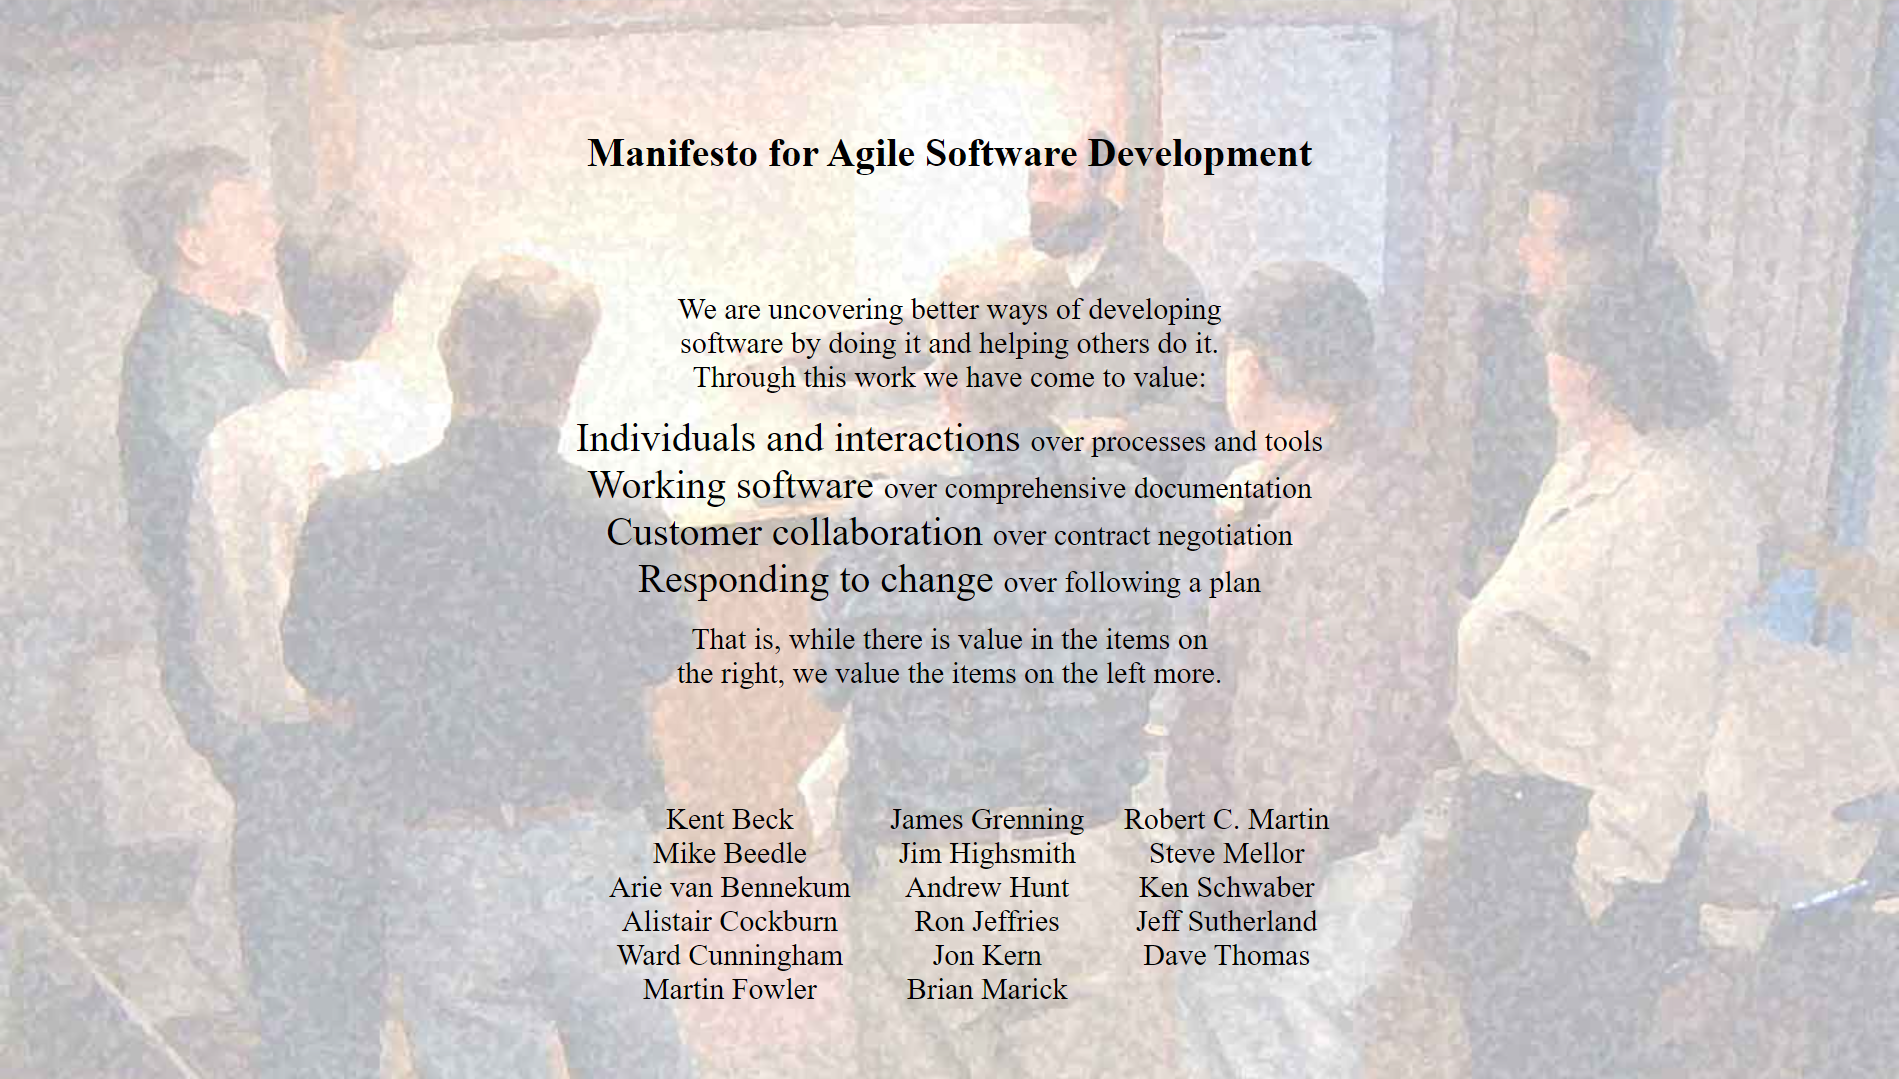 Manifesto for Agile Software Development
We are uncovering better ways of developing
software by doing it and helping others do it.
Through this work we have come to value:
Individuals and interactions over processes and tools
Working software over comprehensive documentation
Customer collaboration over contract negotiation
Responding to change over following a plan
That is, while there is value in the items on
the right, we value the items on the left more.
Kent Beck
Mike Beedle
Arie van Bennekum
Alistair Cockburn
Ward Cunningham
Martin Fowler
James Grenning
Jim Highsmith
Andrew Hunt
Ron Jeffries
Jon Kern
Brian Marick
Robert C. Martin
Steve Mellor
Ken Schwaber
Jeff Sutherland
Dave Thomas